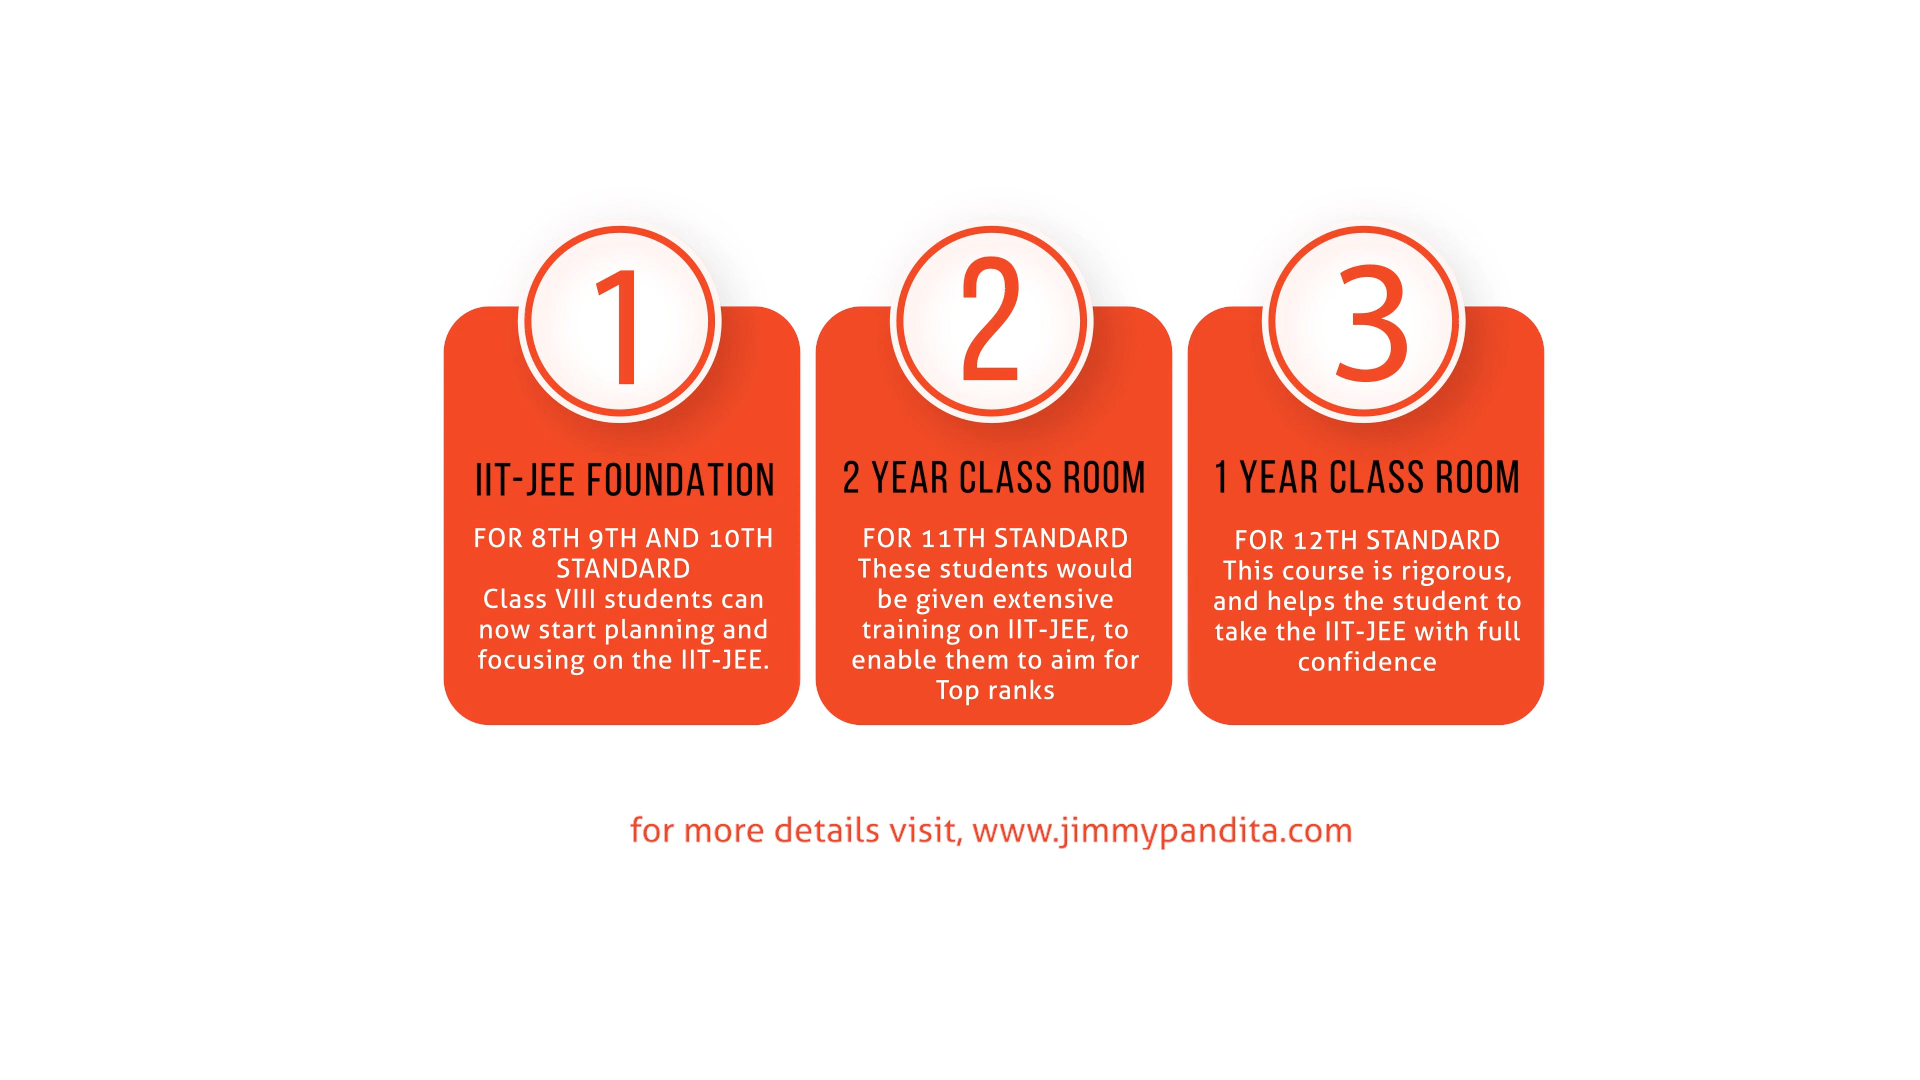 1
IIT-JEE FOUNDATION
FOR 8TH 9TH AND 10TH
STANDARD
Class VIII students can
now start planning and
focusing on the IIT-JEE.
2
2 YEAR CLASS ROOM
FOR 11TH STANDARD
These students would
be given extensive
training on IIT-JEE, to
enable them to aim for
Top ranks
3
1 YEAR CLASS ROOM
FOR 12TH STANDARD
This course is rigorous,
and helps the student to
take the IIT-JEE with full
confidence
for more details visit, www.jimmypandita.com